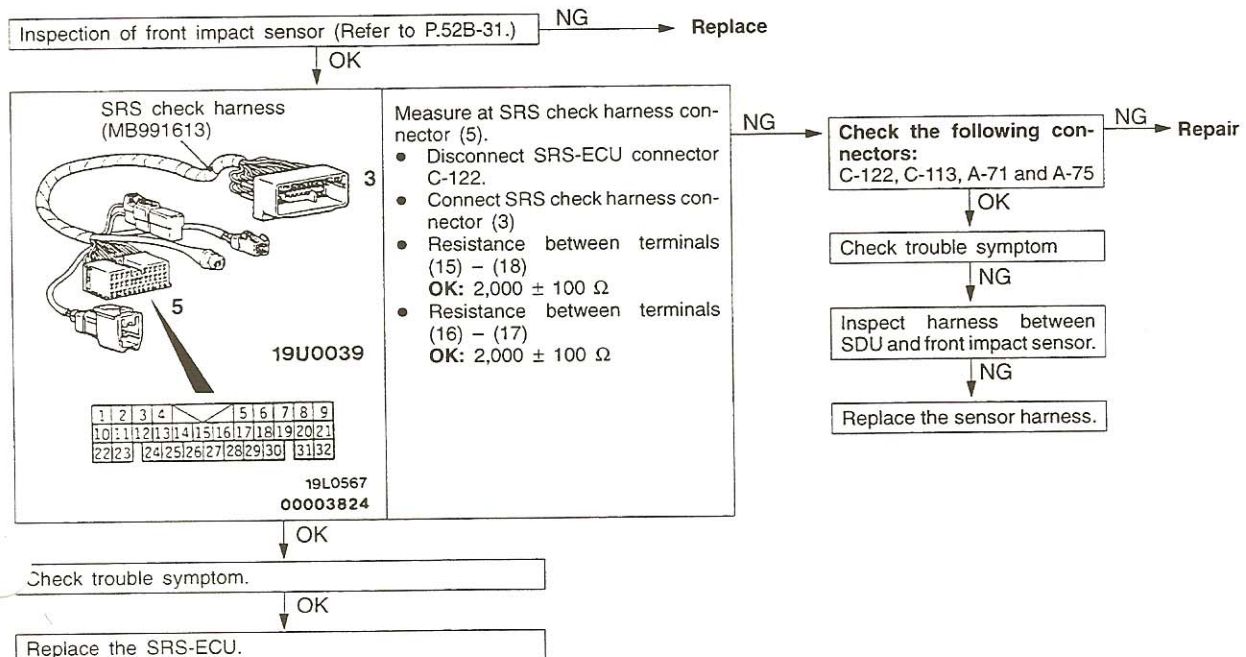 Inspection of front impact sensor (Refer to P.52B-31.)
NG
Replace
OK
SRS check harness
(MB991613)
3
5
19U0039
1 2 3 4 5 6 7 8 9
10 11 12 13 14 15 16 17 18 19 20 21
22 23 24 25 26 27 28 29 30 31 32
19L0567
00003824
Measure at SRS check harness con-
nector (5).
● Disconnect SRS-ECU connector
C-122.
● Connect SRS check harness con-
nector (3)
● Resistance between terminals
(15) – (18)
OK: 2,000 ± 100 Ω
● Resistance between terminals
(16) – (17)
OK: 2,000 ± 100 Ω
NG
Check the following con-
nectors:
C-122, C-113, A-71 and A-75
NG
Repair
OK
Check trouble symptom
NG
Inspect harness between
SDU and front impact sensor.
NG
Replace the sensor harness.
OK
Check trouble symptom.
OK
Replace the SRS-ECU.